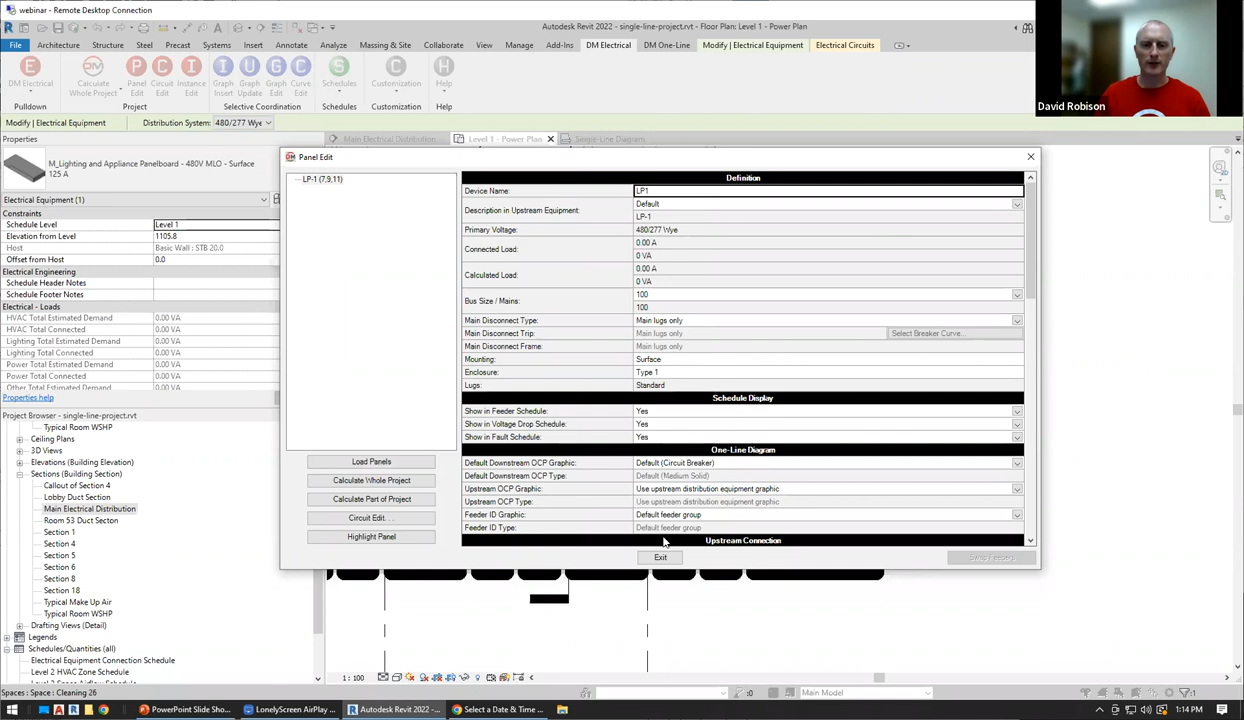 webinar - Remote Desktop Connection
Autodesk Revit 2022 - single-line-project.rvt - Floor Plan: Level 1 - Power Plan
File Architecture Structure Steel Precast Systems Insert Annotate Analyze Massing & Site Collaborate View Manage Add-Ins DM Electrical DM One-Line Modify | Electrical Equipment Electrical Circuits
DM Electrical Calculate Whole Project Panel Edit Circuit Edit Instance Edit Graph Insert Graph Update Graph Edit Curve Edit Schedules Customization Help
Pulldown Project Selective Coordination Schedules Customization Help
David Robison
Modify | Electrical Equipment Distribution System: 480/277 Wye
Properties
Main Electrical Distribution Level 1 - Power Plan Single-Line Diagram
M_Lighting and Appliance Panelboard - 480V MLO - Surface
125 A
Electrical Equipment (1)
Constraints
Schedule Level Level 1
Elevation from Level 1105.8
Host Basic Wall : STB 20.0
Offset from Host 0.0
Electrical Engineering
Schedule Header Notes
Schedule Footer Notes
Electrical - Loads
HVAC Total Estimated Demand 0.00 VA
HVAC Total Connected 0.00 VA
Lighting Total Estimated Demand 0.00 VA
Lighting Total Connected 0.00 VA
Power Total Estimated Demand 0.00 VA
Power Total Connected 0.00 VA
Other Total Estimated Demand 0.00 VA
Properties help
Project Browser - single-line-project.rvt
Typical Room WSHP
Ceiling Plans
3D Views
Elevations (Building Elevation)
Sections (Building Section)
Callout of Section 4
Lobby Duct Section
Main Electrical Distribution
Room 53 Duct Secton
Section 1
Section 4
Section 5
Section 6
Section 8
Section 18
Typical Make Up Air
Typical Room WSHP
Drafting Views (Detail)
Legends
Schedules/Quantities (all)
Electrical Equipment Connection Schedule
Level 2 HVAC Zone Schedule
Panel Edit
LP-1 (7,9,11)
Load Panels
Calculate Whole Project
Calculate Part of Project
Circuit Edit. . .
Highlight Panel
Definition
Device Name: LP1
Description in Upstream Equipment: Default
LP-1
Primary Voltage: 480/277 Wye
Connected Load: 0.00 A
0 VA
Calculated Load: 0.00 A
0 VA
Bus Size / Mains: 100
100
Main Disconnect Type: Main lugs only
Main Disconnect Trip: Main lugs only Select Breaker Curve...
Main Disconnect Frame: Main lugs only
Mounting: Surface
Enclosure: Type 1
Lugs: Standard
Schedule Display
Show in Feeder Schedule: Yes
Show in Voltage Drop Schedule: Yes
Show in Fault Schedule: Yes
One-Line Diagram
Default Downstream OCP Graphic: Default (Circuit Breaker)
Default Downstream OCP Type: Default (Medium Solid)
Upstream OCP Graphic: Use upstream distribution equipment graphic
Upstream OCP Type: Use upstream distribution equipment graphic
Feeder ID Graphic: Default feeder group
Feeder ID Type: Default feeder group
Upstream Connection
Exit Swap Feeders
1 : 100
Spaces : Space : Cleaning 26 :0 Main Model :1
PowerPoint Slide Sho... LonelyScreen AirPlay ... Autodesk Revit 2022 -... Select a Date & Time ... 1:14 PM